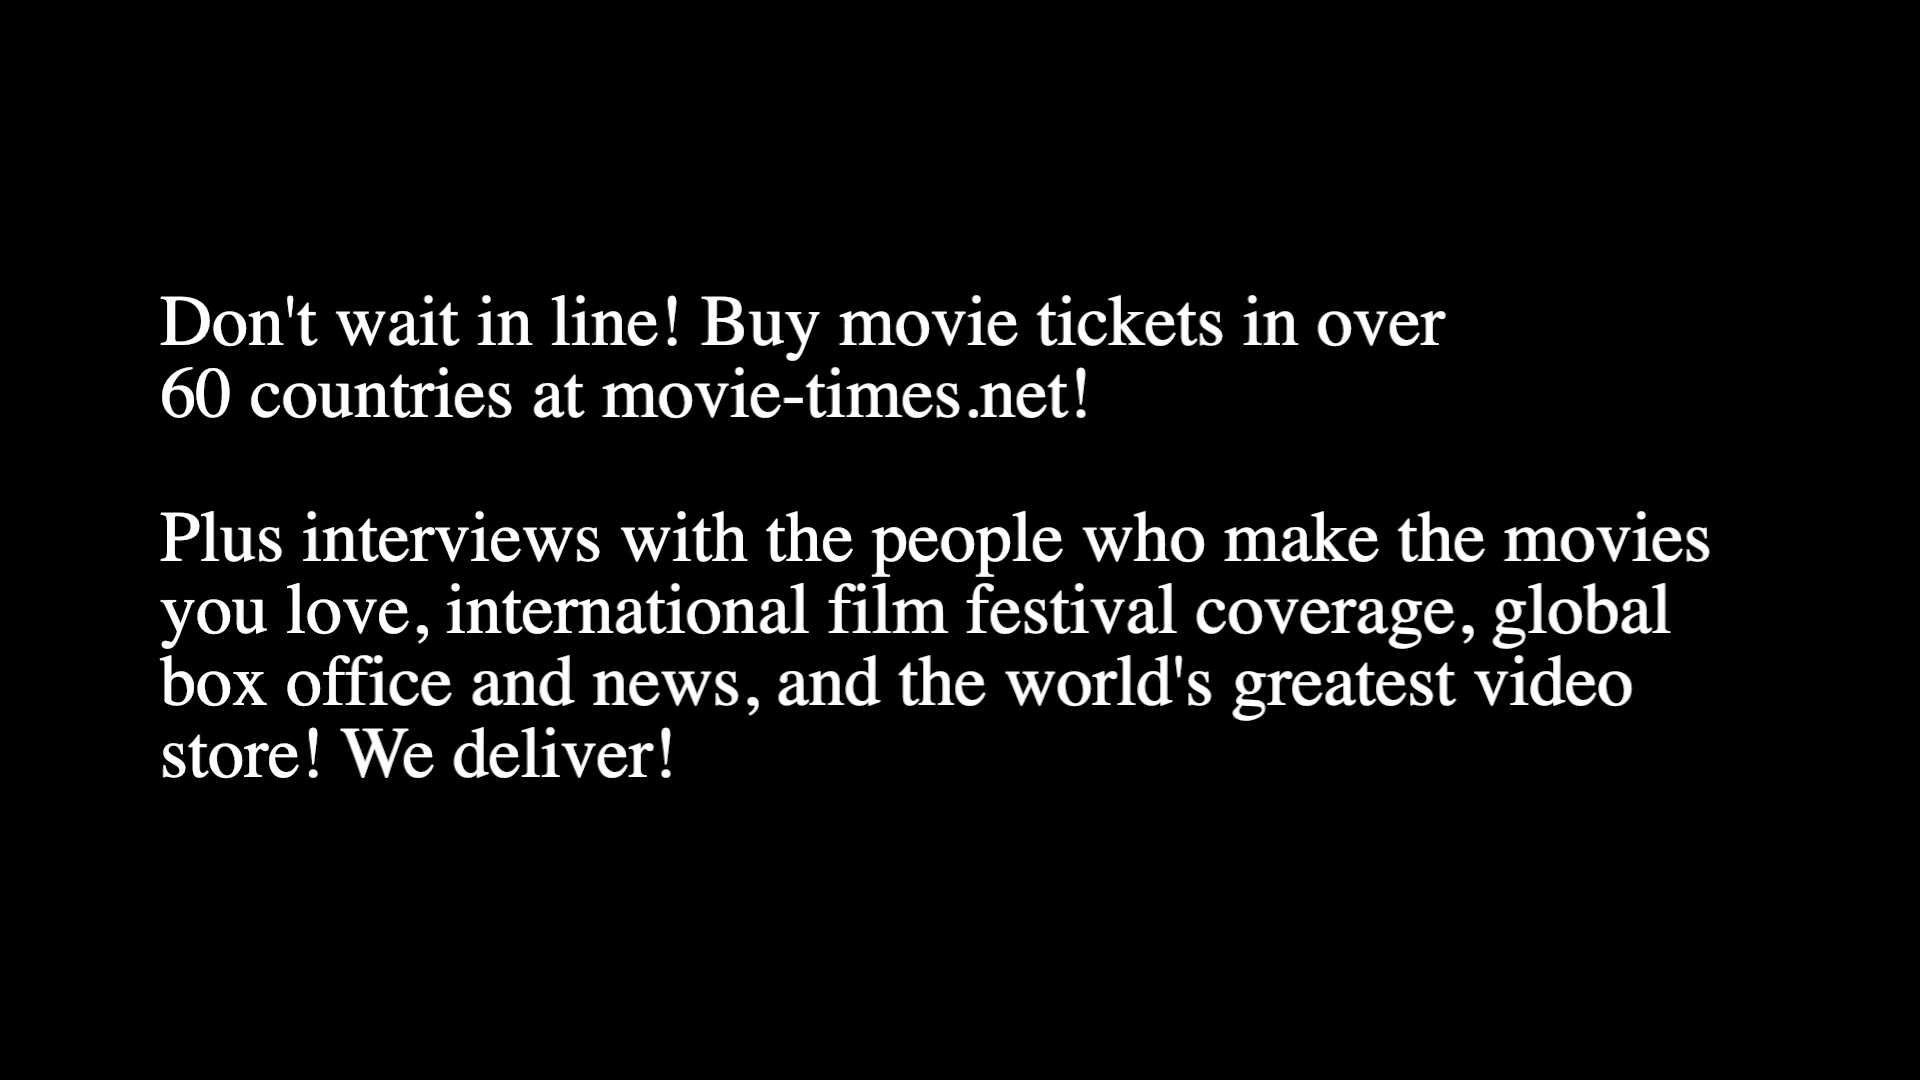 Don't wait in line! Buy movie tickets in over
60 countries at movie-times.net!
Plus interviews with the people who make the movies
you love, international film festival coverage, global
box office and news, and the world's greatest video
store! We deliver!